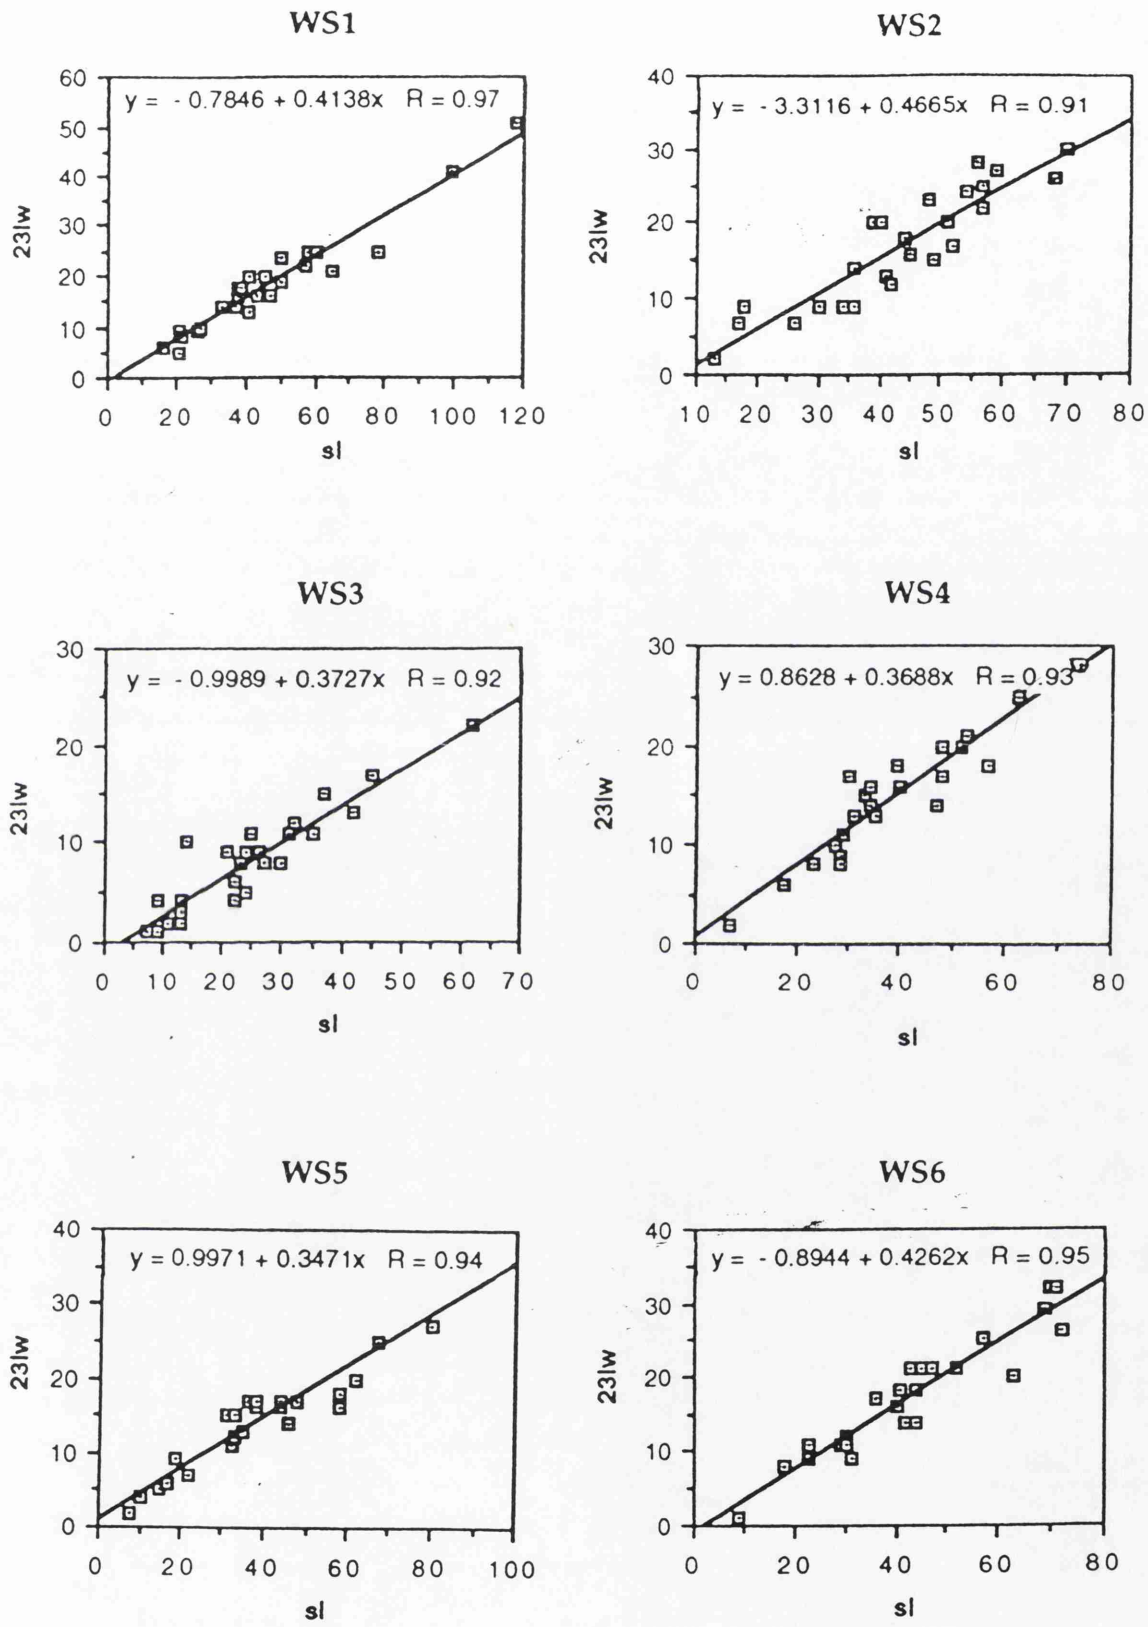 WS1
y = - 0.7846 + 0.4138x R = 0.97
60
50
40
30
20
10
0
23lw
0 20 40 60 80 100 120
sl
WS2
y = - 3.3116 + 0.4665x R = 0.91
40
30
20
10
0
23lw
10 20 30 40 50 60 70 80
sl
WS3
y = - 0.9989 + 0.3727x R = 0.92
30
20
10
0
23lw
0 10 20 30 40 50 60 70
sl
WS4
y = 0.8628 + 0.3688x R = 0.93
30
20
10
0
23lw
0 20 40 60 80
sl
WS5
y = 0.9971 + 0.3471x R = 0.94
40
30
20
10
0
23lw
0 20 40 60 80 100
sl
WS6
y = - 0.8944 + 0.4262x R = 0.95
40
30
20
10
0
23lw
0 20 40 60 80
sl